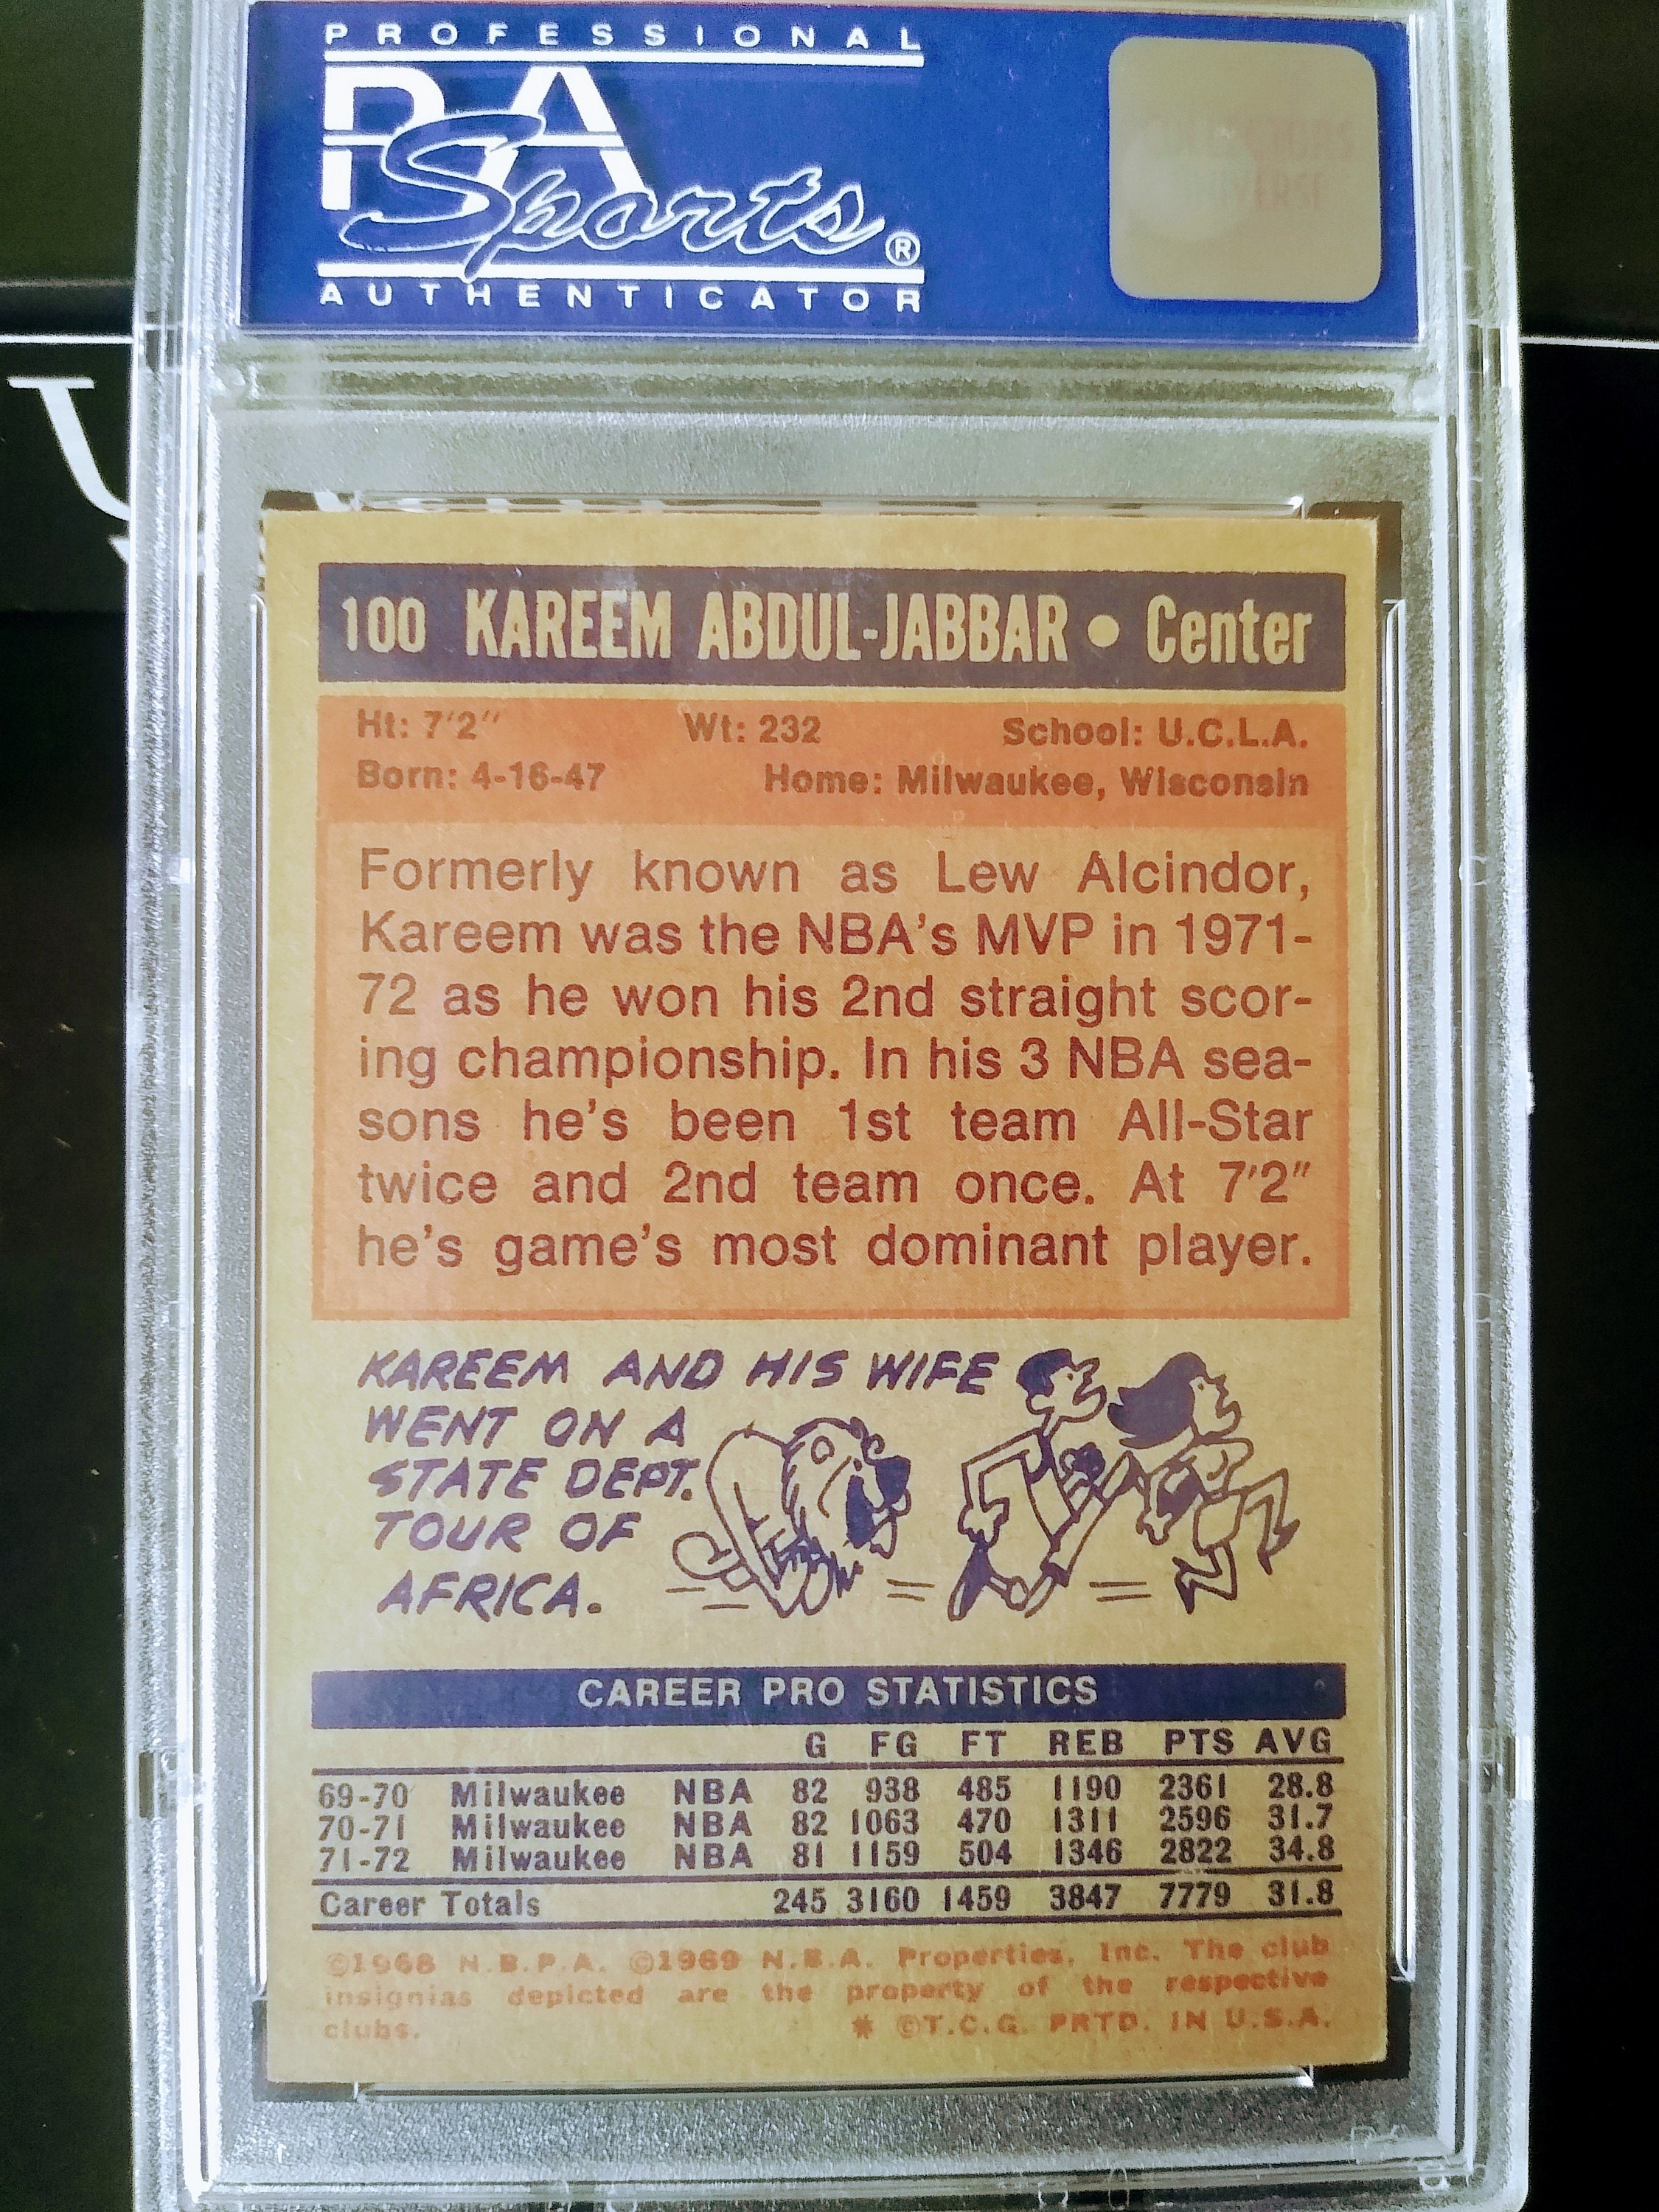 PROFESSIONAL
PSA
Sports®
AUTHENTICATOR
100 KAREEM ABDUL-JABBAR • Center
Ht: 7'2" Wt: 232 School: U.C.L.A.
Born: 4-16-47 Home: Milwaukee, Wisconsin
Formerly known as Lew Alcindor,
Kareem was the NBA's MVP in 1971-
72 as he won his 2nd straight scor-
ing championship. In his 3 NBA sea-
sons he's been 1st team All-Star
twice and 2nd team once. At 7'2"
he's game's most dominant player.
KAREEM AND HIS WIFE
WENT ON A
STATE DEPT.
TOUR OF
AFRICA.
CAREER PRO STATISTICS
G FG FT REB PTS AVG
69-70 Milwaukee NBA 82 938 485 1190 2361 28.8
70-71 Milwaukee NBA 82 1063 470 1311 2596 31.7
71-72 Milwaukee NBA 81 1159 504 1346 2822 34.8
Career Totals 245 3160 1459 3847 7779 31.8
©1968 N.B.P.A. ©1969 N.B.A. Properties, Inc. The club
insignias depicted are the property of the respective
clubs. * ©T.C.G. PRTD. IN U.S.A.